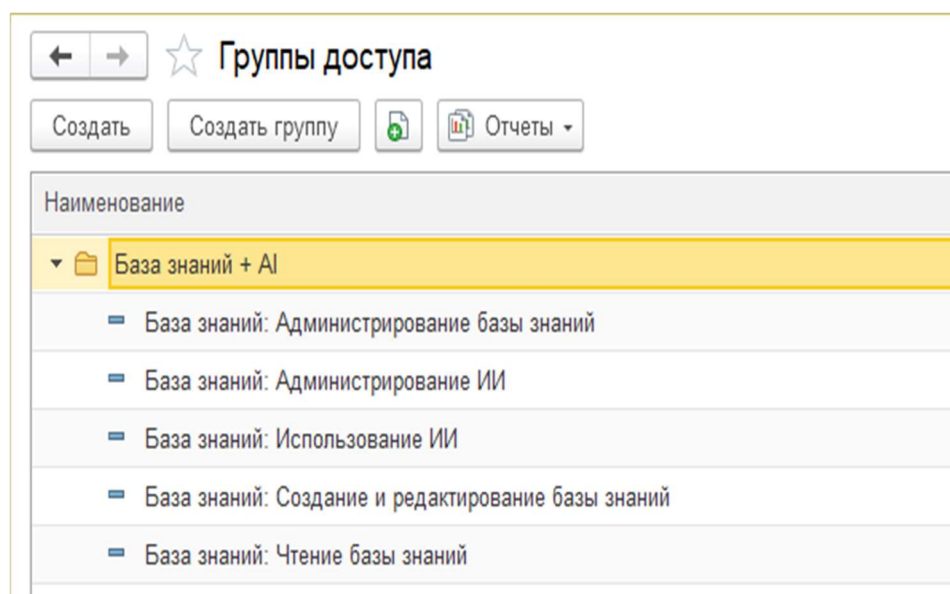 Группы доступа
Создать Создать группу Отчеты
Наименование
База знаний + AI
База знаний: Администрирование базы знаний
База знаний: Администрирование ИИ
База знаний: Использование ИИ
База знаний: Создание и редактирование базы знаний
База знаний: Чтение базы знаний